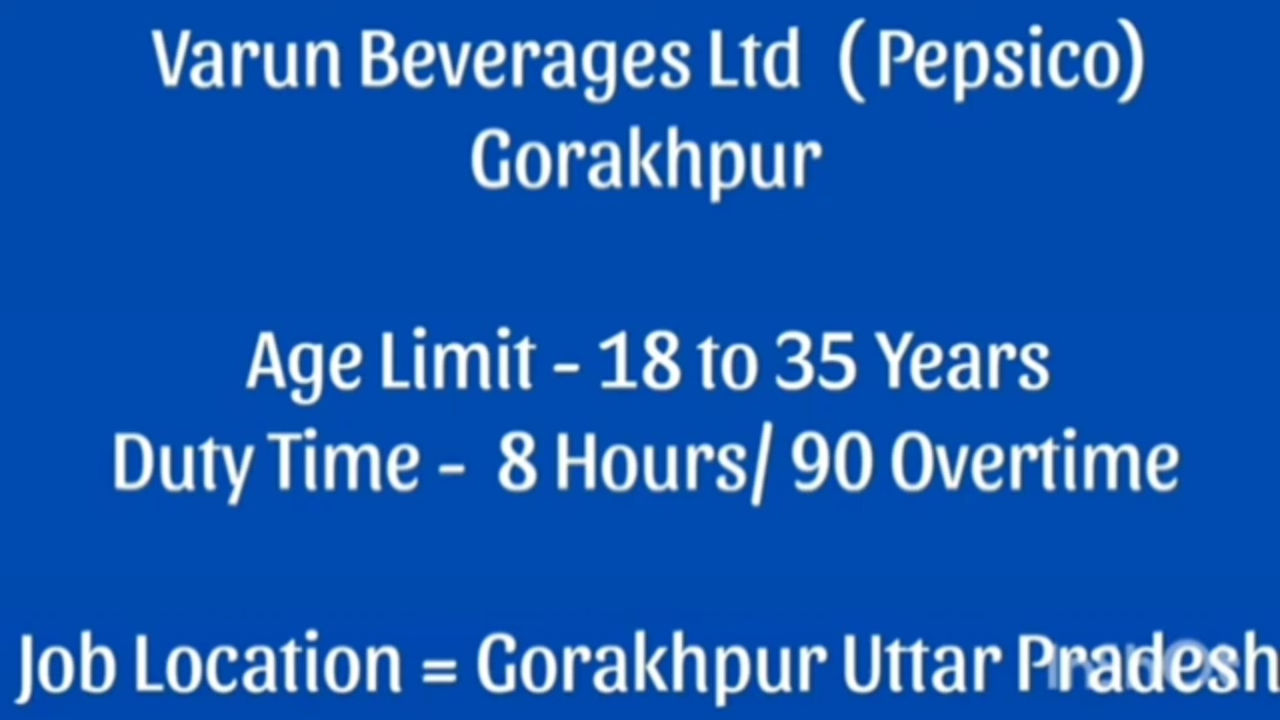 Varun Beverages Ltd ( Pepsico)
Gorakhpur
Age Limit - 18 to 35 Years
Duty Time - 8 Hours/ 90 Overtime
Job Location = Gorakhpur Uttar Pradesh